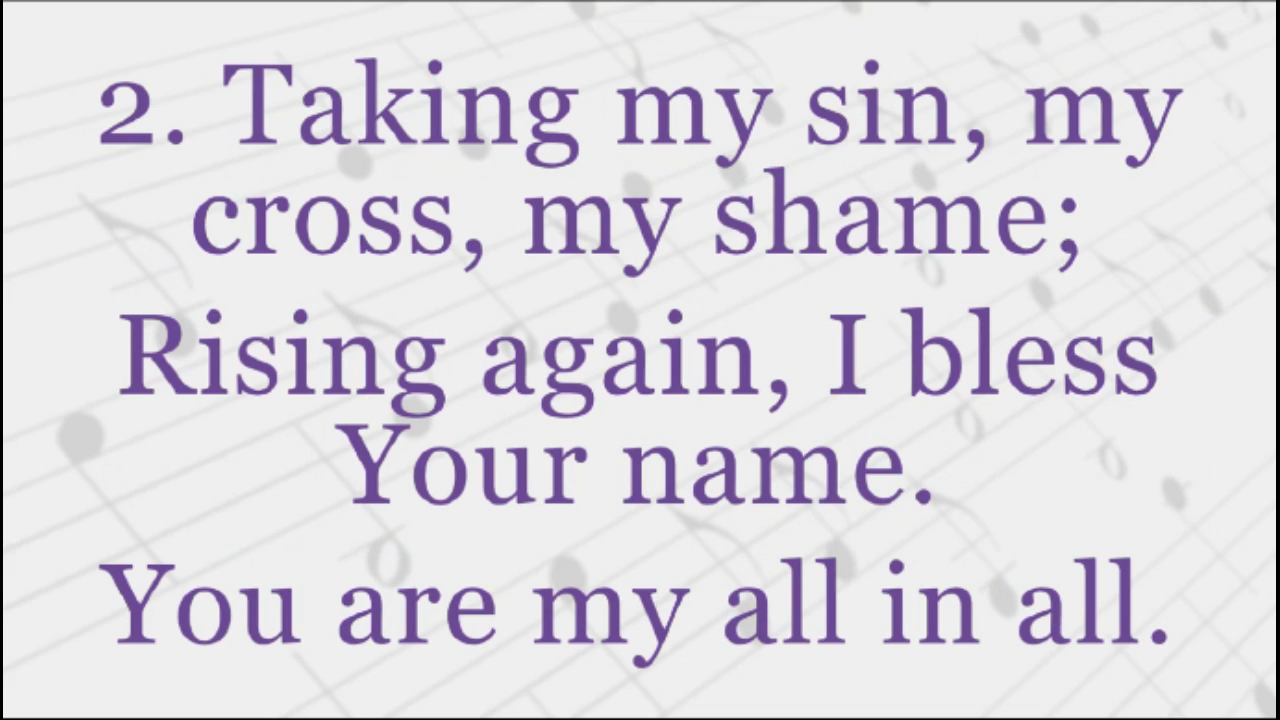 2. Taking my sin, my
cross, my shame;
Rising again, I bless
Your name.
You are my all in all.